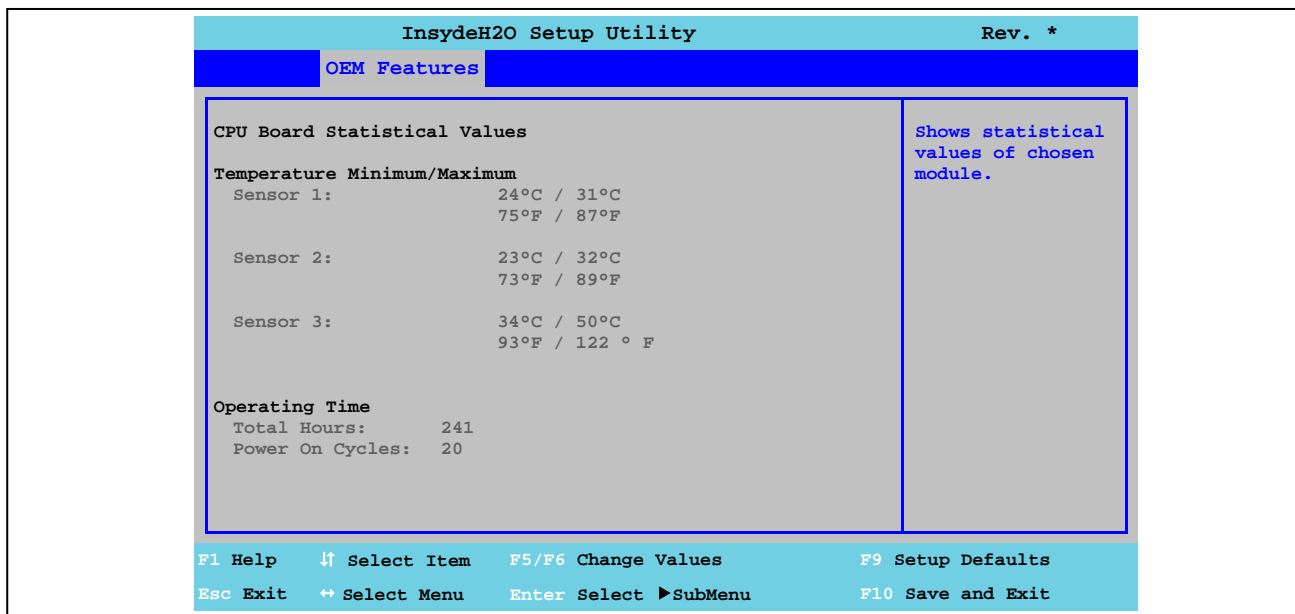 InsydeH2O Setup Utility Rev. *
OEM Features
CPU Board Statistical Values
Temperature Minimum/Maximum
Sensor 1: 24°C / 31°C
75°F / 87°F
Sensor 2: 23°C / 32°C
73°F / 89°F
Sensor 3: 34°C / 50°C
93°F / 122 ° F
Operating Time
Total Hours: 241
Power On Cycles: 20
Shows statistical
values of chosen
module.
F1 Help ↓↑ Select Item F5/F6 Change Values F9 Setup Defaults
Esc Exit ↔ Select Menu Enter Select ▶SubMenu F10 Save and Exit